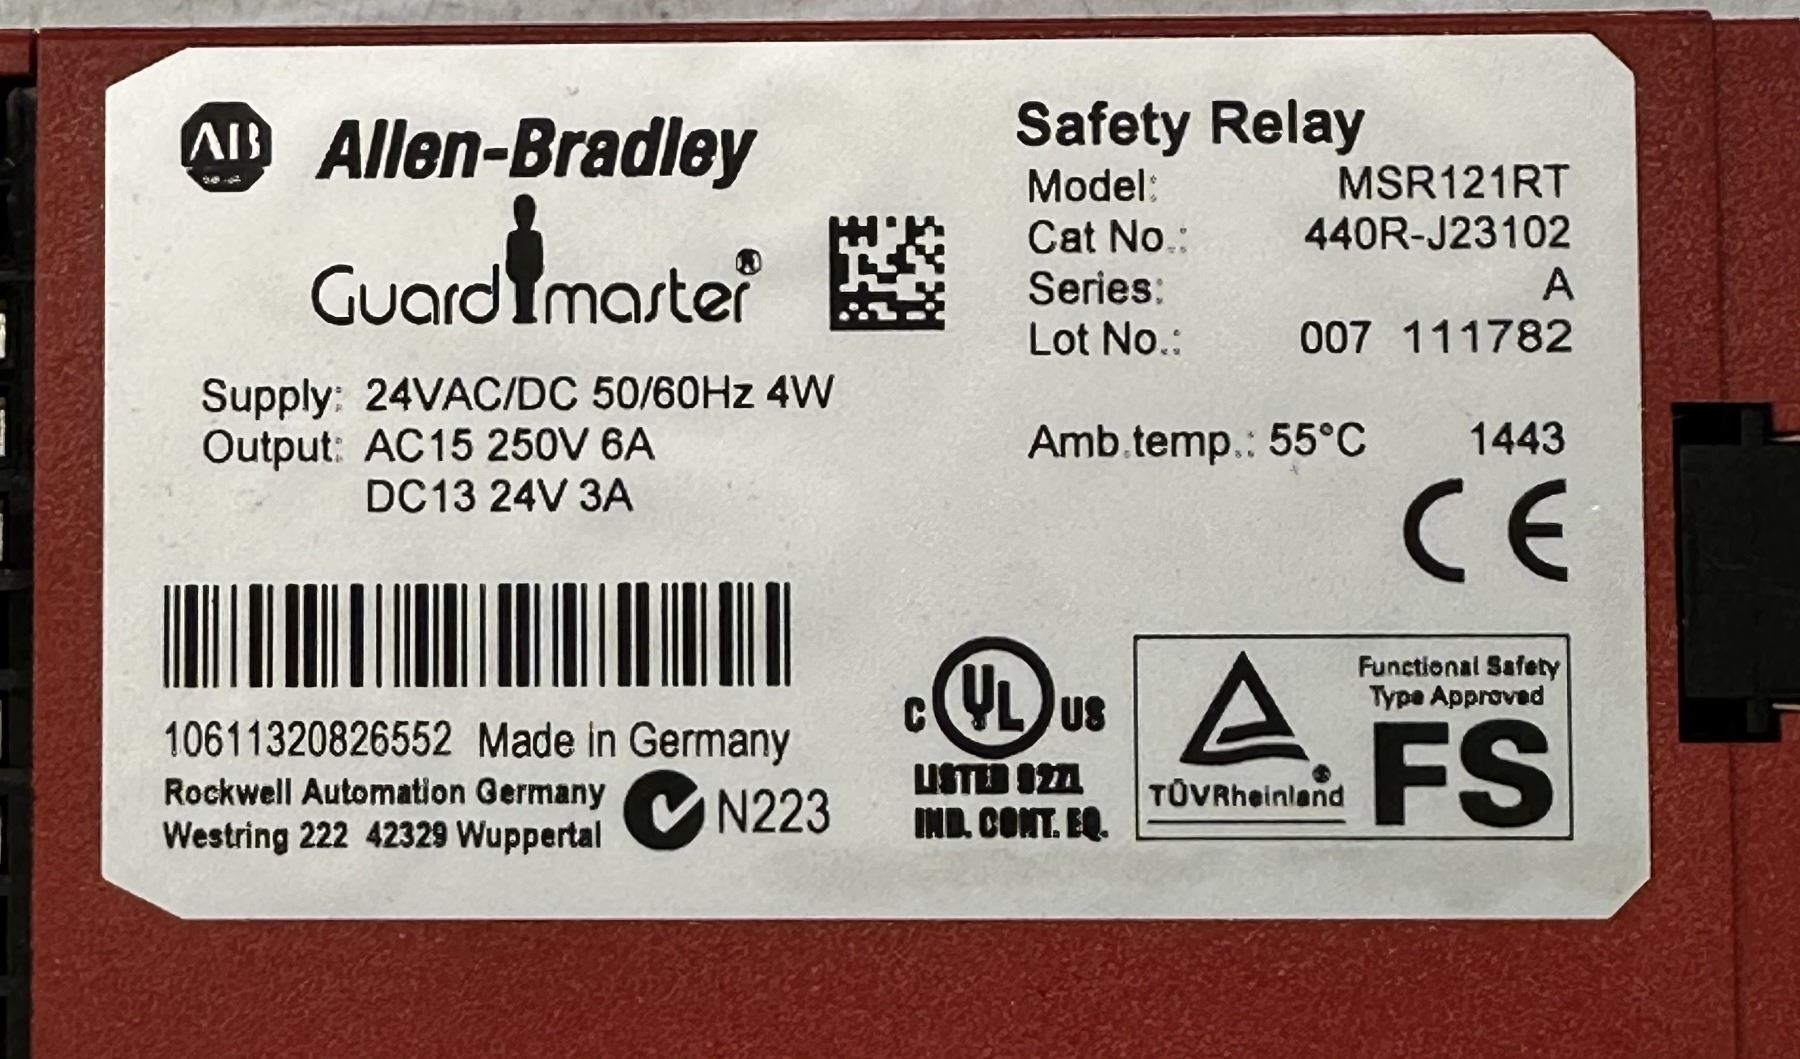 AB Allen-Bradley
Guardmaster®
Safety Relay
Model: MSR121RT
Cat No.: 440R-J23102
Series: A
Lot No.: 007 111782
Supply: 24VAC/DC 50/60Hz 4W
Output: AC15 250V 6A
DC13 24V 3A
Amb.temp.: 55°C 1443
CE
10611320826552 Made in Germany
Rockwell Automation Germany
Westring 222 42329 Wuppertal
N223
C UL US
LISTED
IND. CONT. EQ.
TÜVRheinland®
Functional Safety
Type Approved
FS